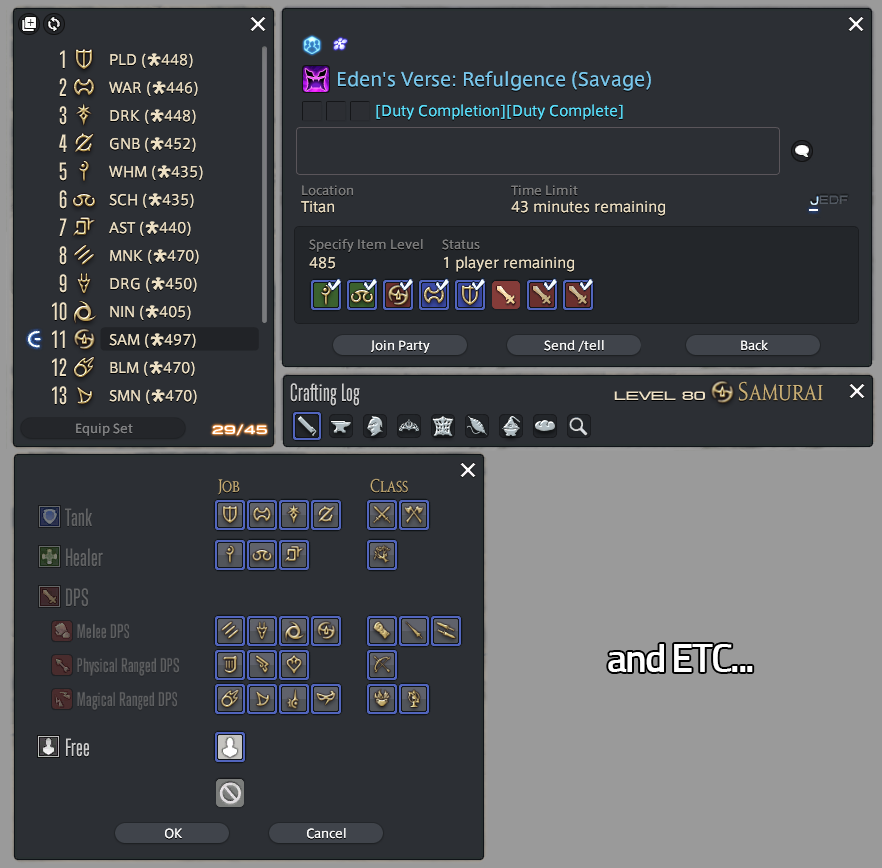 1 PLD (★448)
2 WAR (★446)
3 DRK (★448)
4 GNB (★452)
5 WHM (★435)
6 SCH (★435)
7 AST (★440)
8 MNK (★470)
9 DRG (★450)
10 NIN (★405)
11 SAM (★497)
12 BLM (★470)
13 SMN (★470)
Equip Set 29/45
Eden's Verse: Refulgence (Savage)
[Duty Completion][Duty Complete]
Location Time Limit
Titan 43 minutes remaining
JEDF
Specify Item Level Status
485 1 player remaining
Join Party Send /tell Back
Crafting Log LEVEL 80 SAMURAI
JOB CLASS
Tank
Healer
DPS
Melee DPS
Physical Ranged DPS
Magical Ranged DPS
Free
OK Cancel
and ETC...